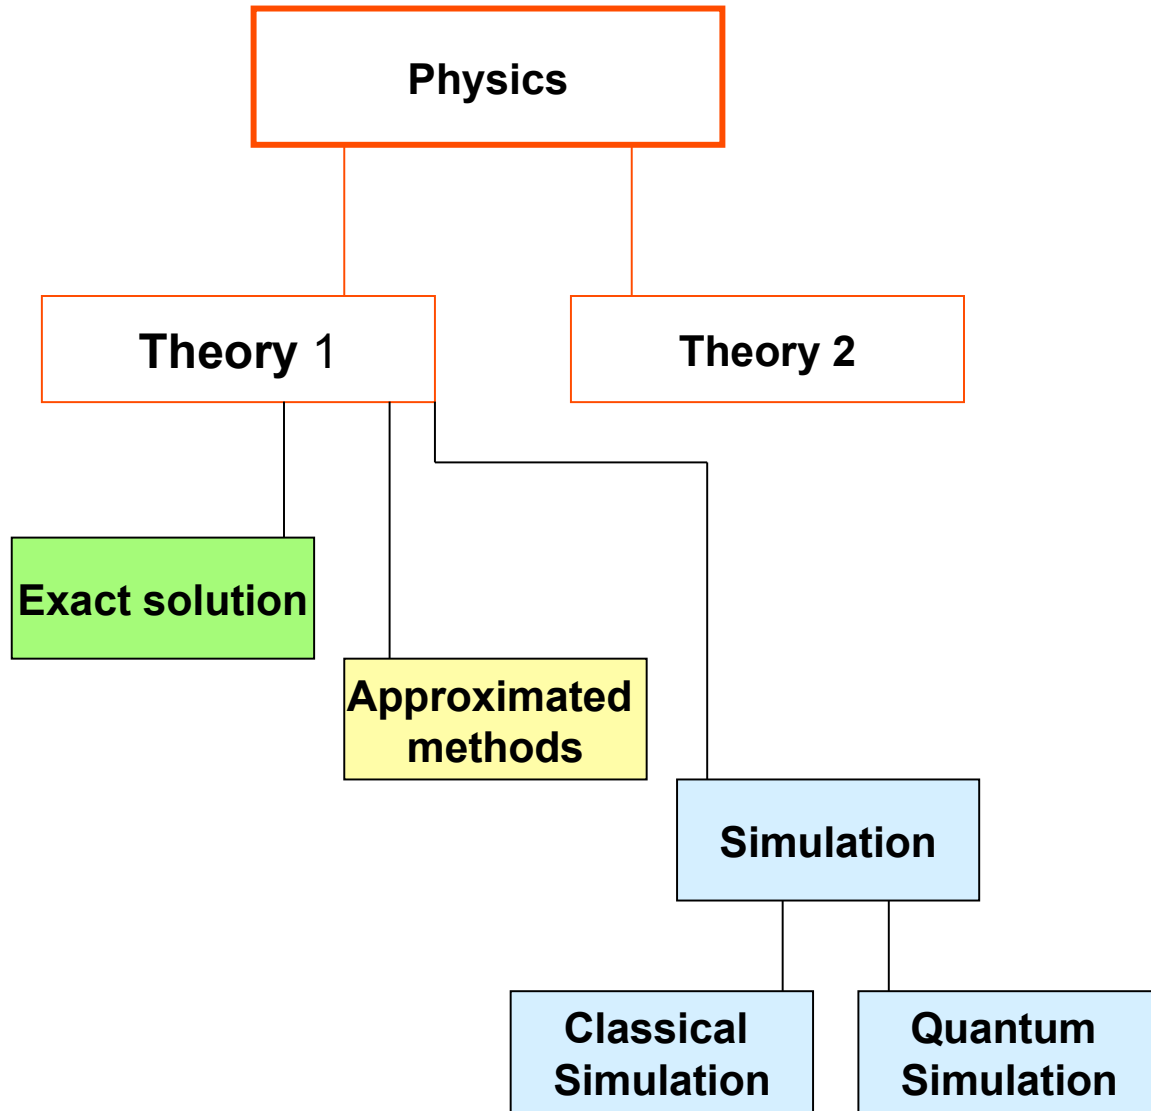 Physics
Theory 1
Theory 2
Exact solution
Approximated
methods
Simulation
Classical
Simulation
Quantum
Simulation